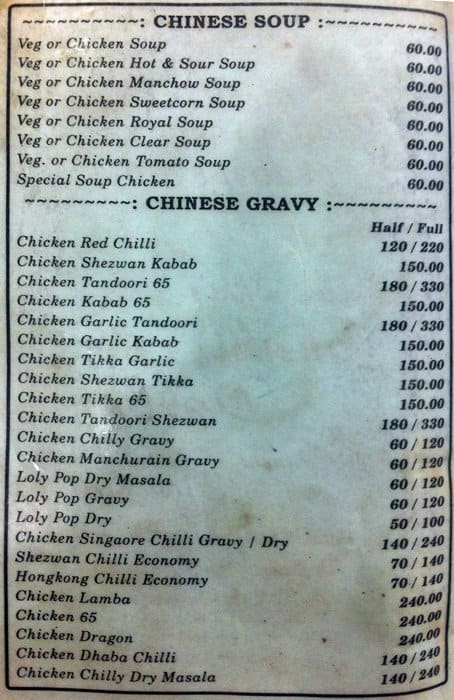 ~~~~~~~~~~: CHINESE SOUP :~~~~~~~~~~
Veg or Chicken Soup 60.00
Veg or Chicken Hot & Sour Soup 60.00
Veg or Chicken Manchow Soup 60.00
Veg or Chicken Sweetcorn Soup 60.00
Veg or Chicken Royal Soup 60.00
Veg or Chicken Clear Soup 60.00
Veg. or Chicken Tomato Soup 60.00
Special Soup Chicken 60.00
~~~~~~~~~: CHINESE GRAVY :~~~~~~~~~
Half / Full
Chicken Red Chilli 120 / 220
Chicken Shezwan Kabab 150.00
Chicken Tandoori 65 180 / 330
Chicken Kabab 65 150.00
Chicken Garlic Tandoori 180 / 330
Chicken Garlic Kabab 150.00
Chicken Tikka Garlic 150.00
Chicken Shezwan Tikka 150.00
Chicken Tikka 65 150.00
Chicken Tandoori Shezwan 180 / 330
Chicken Chilly Gravy 60 / 120
Chicken Manchurain Gravy 60 / 120
Loly Pop Dry Masala 60 / 120
Loly Pop Gravy 60 / 120
Loly Pop Dry 50 / 100
Chicken Singaore Chilli Gravy / Dry 140 / 240
Shezwan Chilli Economy 70 / 140
Hongkong Chilli Economy 70 / 140
Chicken Lamba 240.00
Chicken 65 240.00
Chicken Dragon 240.00
Chicken Dhaba Chilli 140 / 240
Chicken Chilly Dry Masala 140 / 240